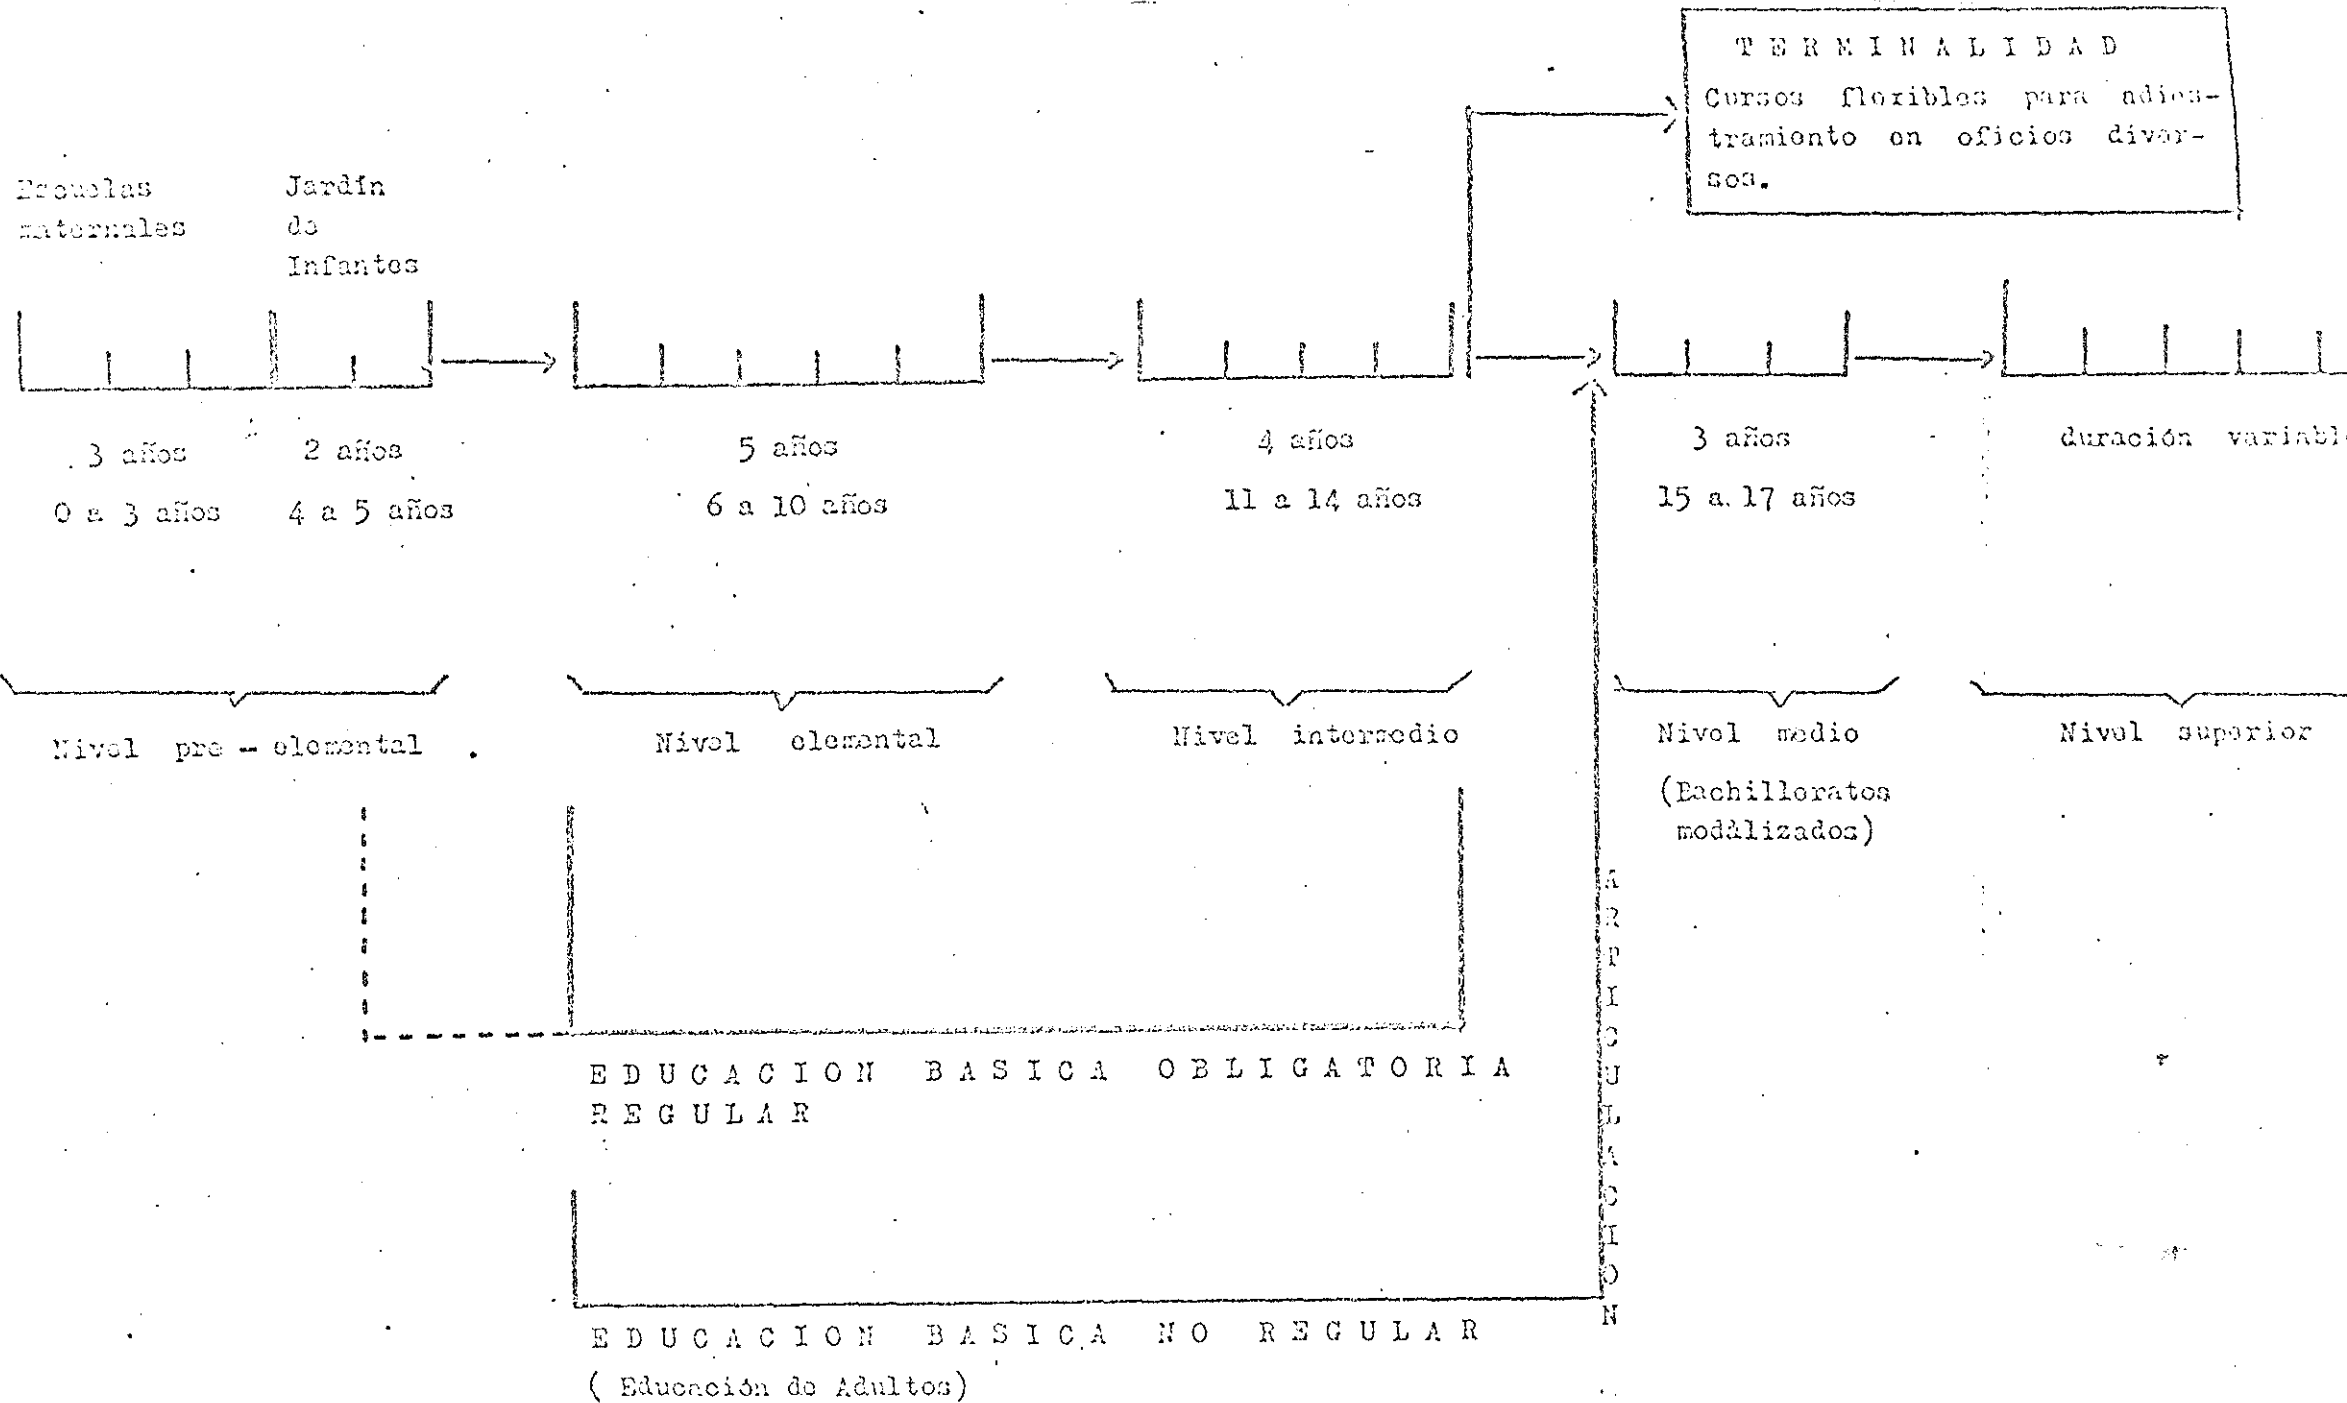 TERMINALIDAD
Cursos flexibles para adies-
tramiento en oficios diver-
sos.
Escuelas
maternales
Jardín
de
Infantes
3 años
2 años
5 años
4 años
3 años
duración variable
0 a 3 años
4 a 5 años
6 a 10 años
11 a 14 años
15 a 17 años
Nivel pre - elemental
Nivel elemental
Nivel intermedio
Nivel medio
(Bachilleratos
modalizados)
Nivel superior
ARTICULACION
EDUCACION BASICA OBLIGATORIA
REGULAR
EDUCACION BASICA NO REGULAR
( Educación de Adultos)